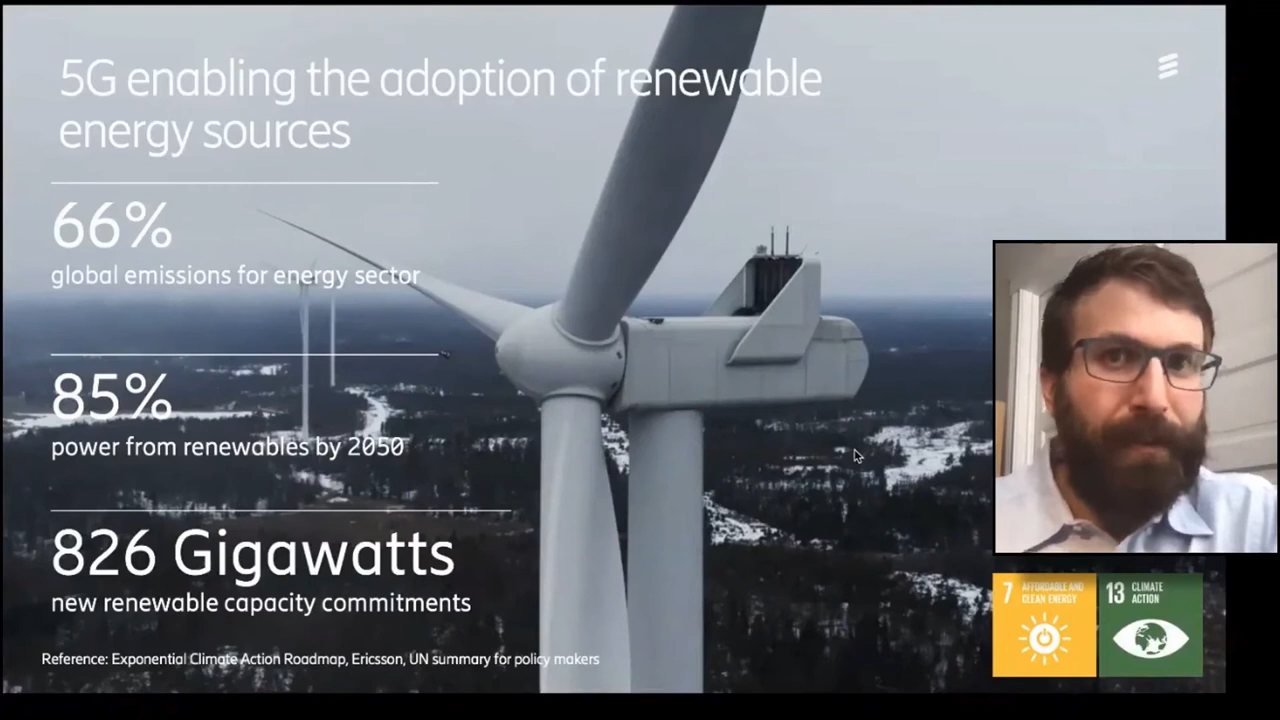 5G enabling the adoption of renewable
energy sources
66%
global emissions for energy sector
85%
power from renewables by 2050
826 Gigawatts
new renewable capacity commitments
Reference: Exponential Climate Action Roadmap, Ericsson, UN summary for policy makers
7 AFFORDABLE AND
CLEAN ENERGY
13 CLIMATE
ACTION